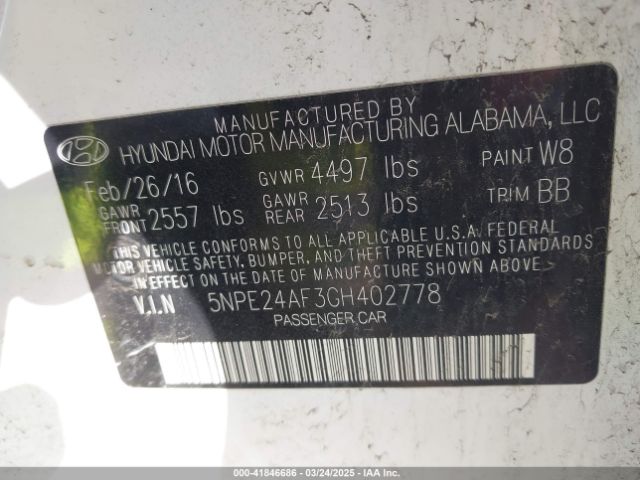 MANUFACTURED BY
HYUNDAI MOTOR MANUFACTURING ALABAMA, LLC
Feb/26/16 GVWR 4497 lbs PAINT W8
GAWR FRONT 2557 lbs GAWR REAR 2513 lbs TRIM BB
THIS VEHICLE CONFORMS TO ALL APPLICABLE U.S.A. FEDERAL
MOTOR VEHICLE SAFETY, BUMPER, AND THEFT PREVENTION STANDARDS
IN EFFECT ON THE DATE OF MANUFACTURE SHOWN ABOVE.
V.I.N 5NPE24AF3GH402778
PASSENGER CAR
000-41846686 - 03/24/2025 - IAAI.COM